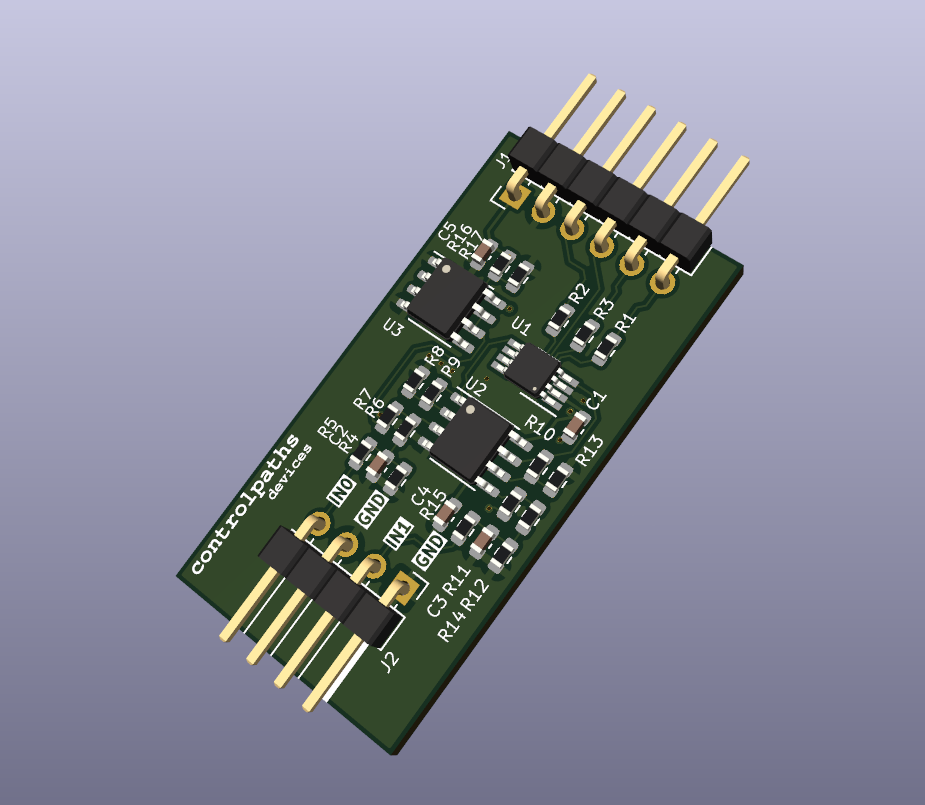 J1
C5
R16
R17
U3
R2
R3
R1
U1
R8
R9
U2
C1
R7
R6
R10
R5
C2
R4
R13
controlpaths
devices
IN0
GND
IN1
GND
C4
R15
C3
R11
R14
R12
J2